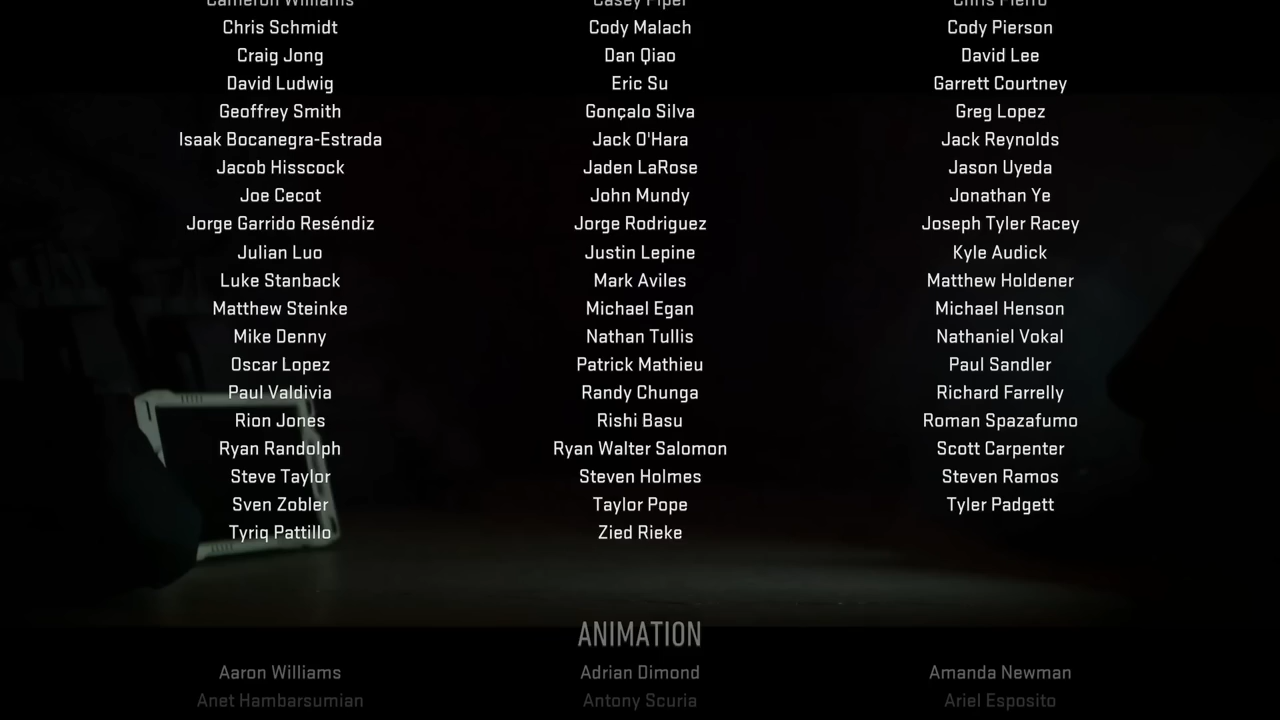 Cameron Williams Casey Piper Chris Pierro
Chris Schmidt Cody Malach Cody Pierson
Craig Jong Dan Qiao David Lee
David Ludwig Eric Su Garrett Courtney
Geoffrey Smith Gonçalo Silva Greg Lopez
Isaak Bocanegra-Estrada Jack O'Hara Jack Reynolds
Jacob Hisscock Jaden LaRose Jason Uyeda
Joe Cecot John Mundy Jonathan Ye
Jorge Garrido Reséndiz Jorge Rodriguez Joseph Tyler Racey
Julian Luo Justin Lepine Kyle Audick
Luke Stanback Mark Aviles Matthew Holdener
Matthew Steinke Michael Egan Michael Henson
Mike Denny Nathan Tullis Nathaniel Vokal
Oscar Lopez Patrick Mathieu Paul Sandler
Paul Valdivia Randy Chunga Richard Farrelly
Rion Jones Rishi Basu Roman Spazafumo
Ryan Randolph Ryan Walter Salomon Scott Carpenter
Steve Taylor Steven Holmes Steven Ramos
Sven Zobler Taylor Pope Tyler Padgett
Tyriq Pattillo Zied Rieke
ANIMATION
Aaron Williams Adrian Dimond Amanda Newman
Anet Hambarsumian Antony Scuria Ariel Esposito